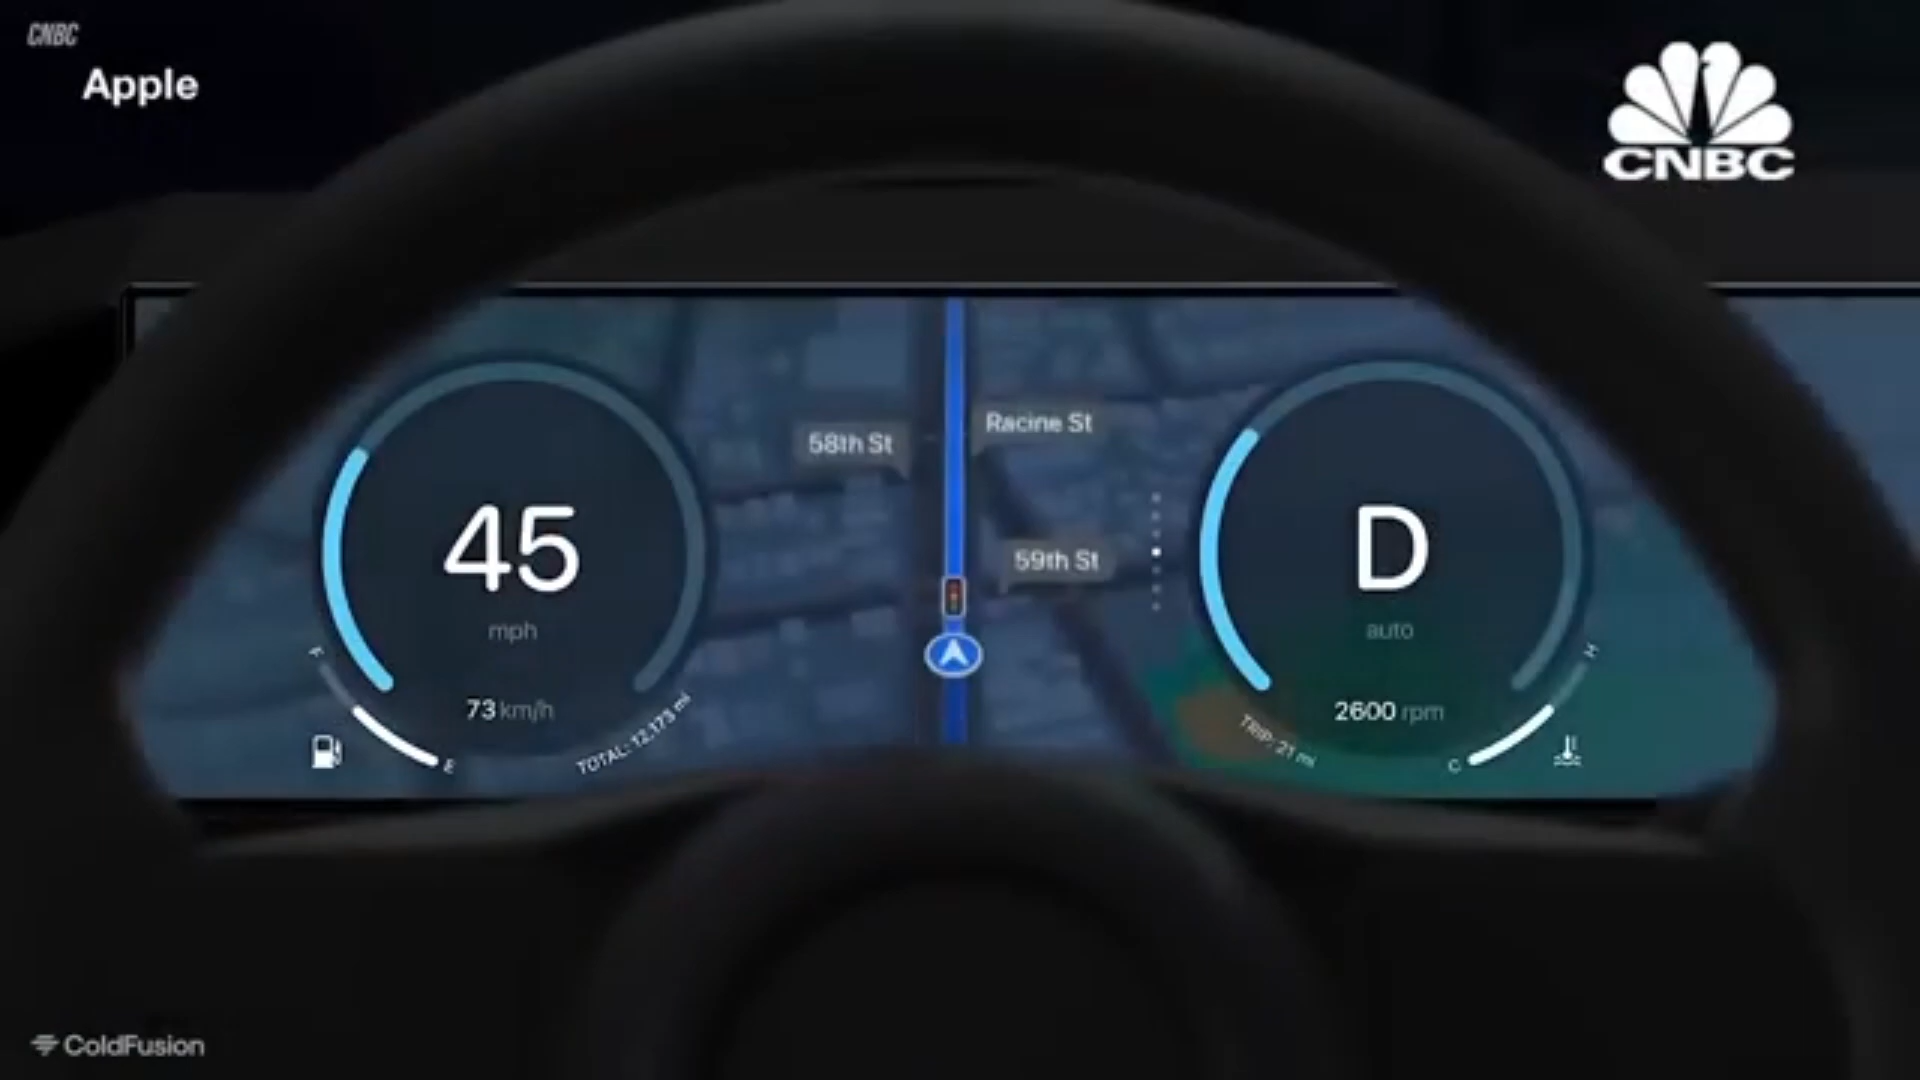 CNBC
Apple
CNBC
58th St
Racine St
59th St
45
mph
73 km/h
F
E
TOTAL: 12,173 mi
D
auto
2600 rpm
TRIP: 21 mi
H
C
ColdFusion